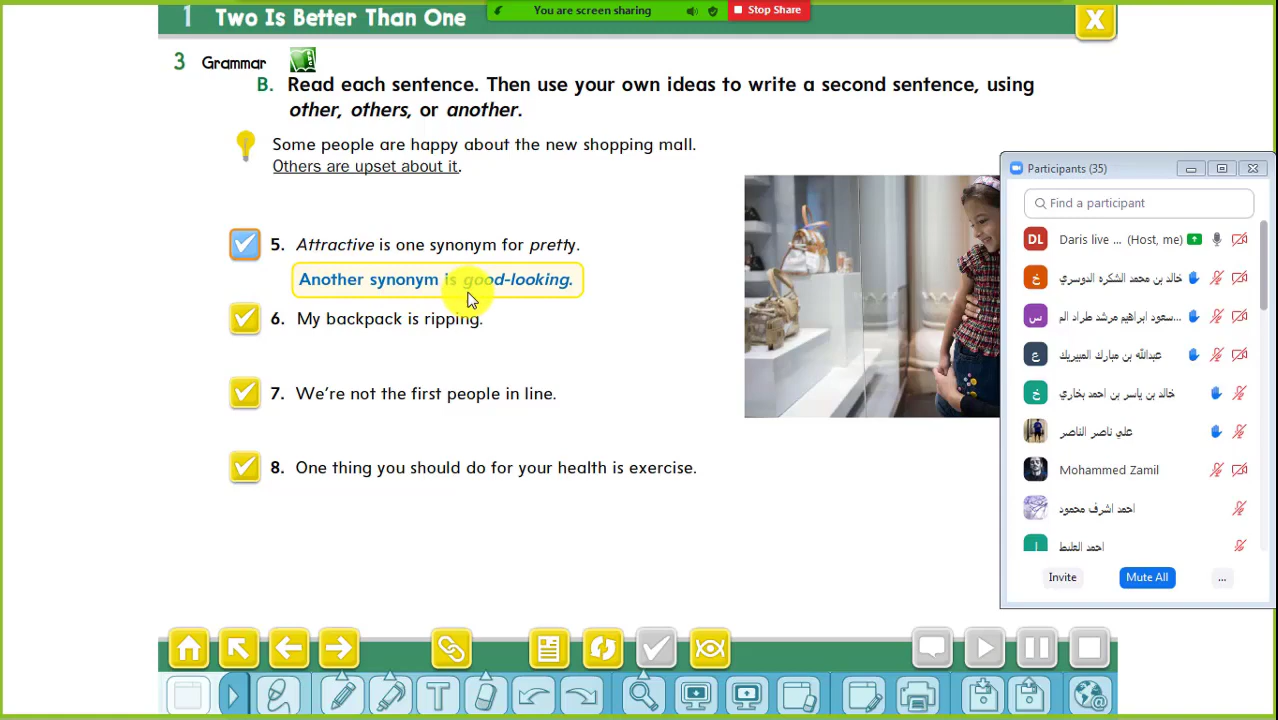 1 Two Is Better Than One
You are screen sharing
Stop Share
X
3 Grammar
B. Read each sentence. Then use your own ideas to write a second sentence, using
other, others, or another.
Some people are happy about the new shopping mall.
Others are upset about it.
5. Attractive is one synonym for pretty.
Another synonym is good-looking.
6. My backpack is ripping.
7. We're not the first people in line.
8. One thing you should do for your health is exercise.
Participants (35)
Find a participant
DL Daris live ... (Host, me)
خ خالد بن محمد الشكره الدوسري
س سعود ابراهيم مرشد طراد الم...
ع عبدالله بن مبارك المبيريك
خ خالد بن ياسر بن احمد بخاري
علي ناصر الناصر
Mohammed Zamil
احمد اشرف محمود
ا احمد الغليط
Invite
Mute All
...
T